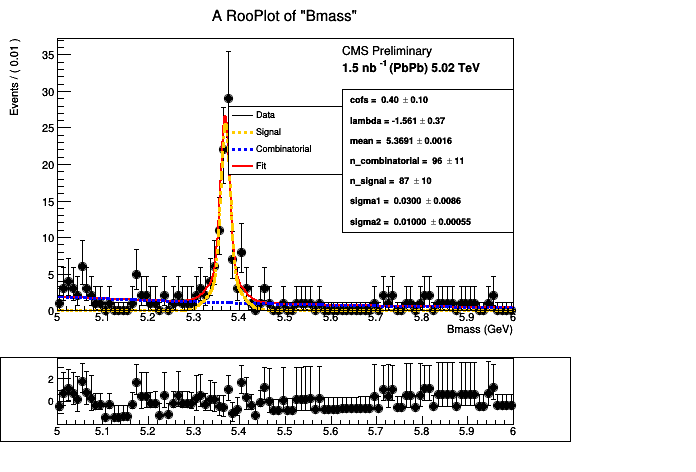 A RooPlot of "Bmass"
Events / ( 0.01 )
35
30
25
20
15
10
5
0
CMS Preliminary
1.5 nb -1 (PbPb) 5.02 TeV
Data
Signal
Combinatorial
Fit
cofs = 0.40 ± 0.10
lambda = -1.561 ± 0.37
mean = 5.3691 ± 0.0016
n_combinatorial = 96 ± 11
n_signal = 87 ± 10
sigma1 = 0.0300 ± 0.0086
sigma2 = 0.01000 ± 0.00055
5 5.1 5.2 5.3 5.4 5.5 5.6 5.7 5.8 5.9 6
Bmass (GeV)
2
0
5 5.1 5.2 5.3 5.4 5.5 5.6 5.7 5.8 5.9 6